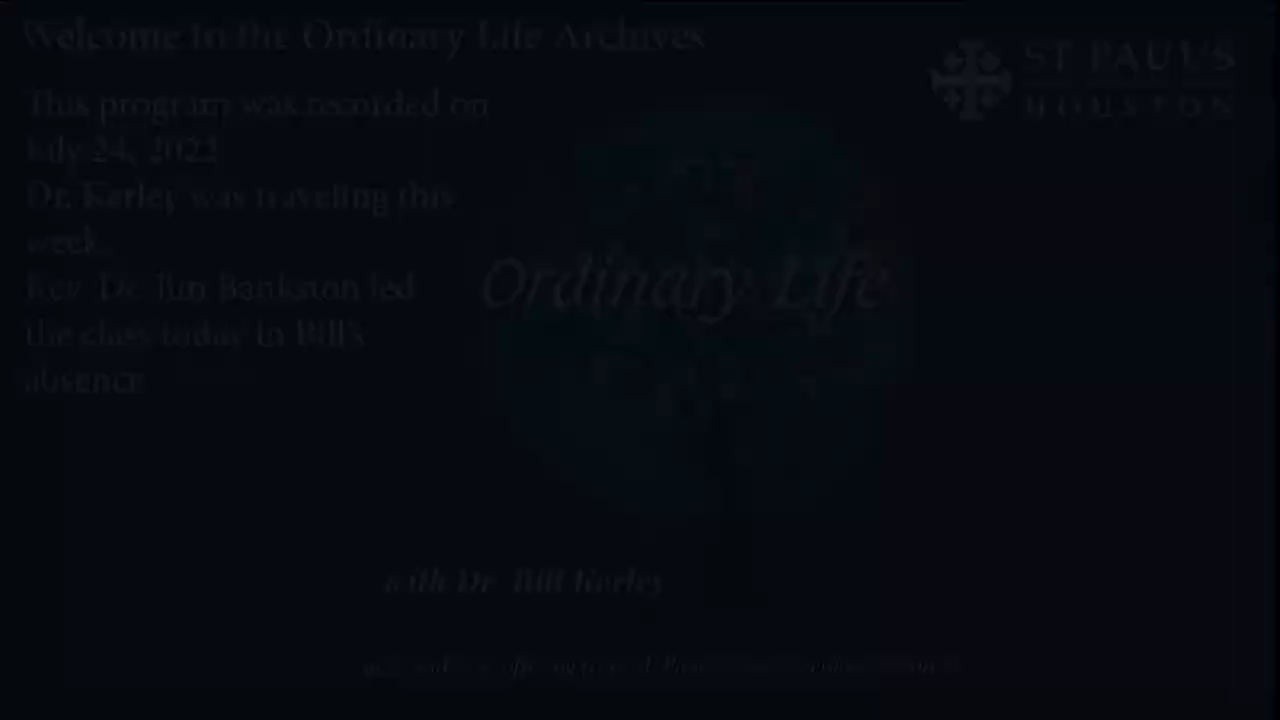 Welcome to the Ordinary Life Archives
ST PAUL'S
HOUSTON
This program was recorded on
July 24, 2022
Dr. Kerley was traveling this
week.
Rev. Dr. Jim Bankston led
the class today in Bill's
absence
Ordinary Life
with Dr. Bill Kerley